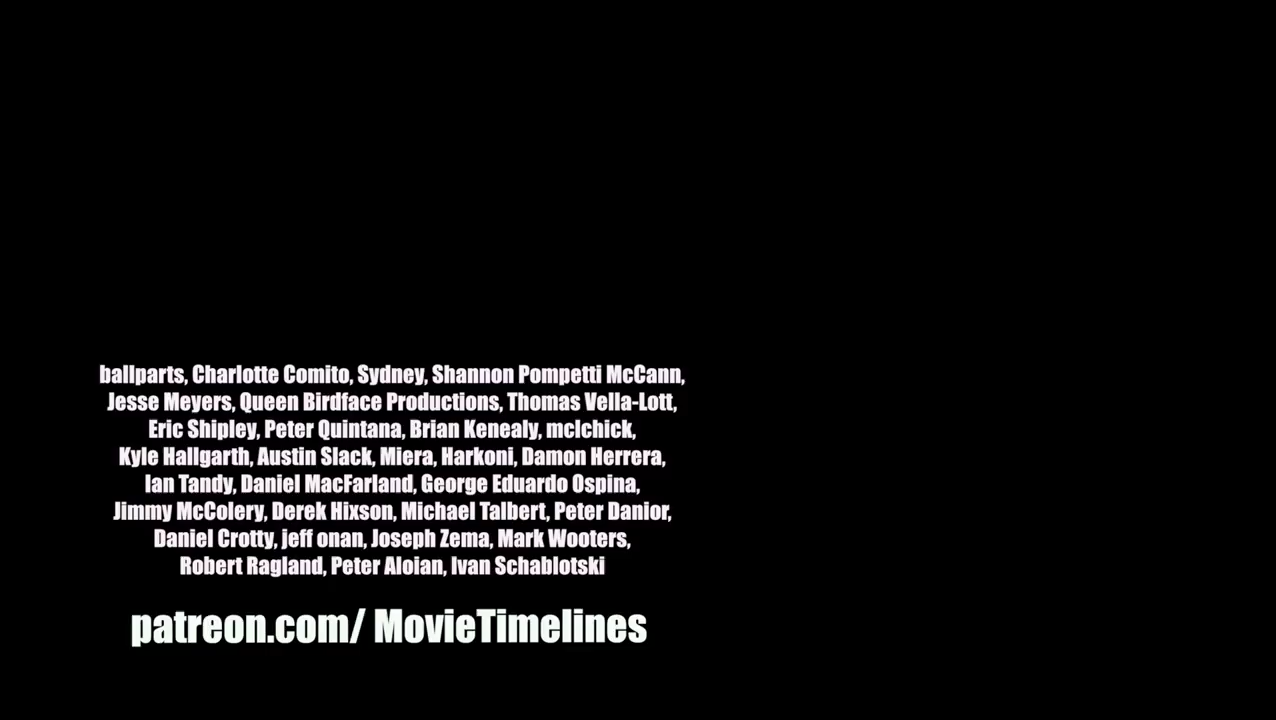 ballparts, Charlotte Comito, Sydney, Shannon Pompetti McCann,
Jesse Meyers, Queen Birdface Productions, Thomas Vella-Lott,
Eric Shipley, Peter Quintana, Brian Kenealy, mclchick,
Kyle Hallgarth, Austin Slack, Miera, Harkoni, Damon Herrera,
Ian Tandy, Daniel MacFarland, George Eduardo Ospina,
Jimmy McColery, Derek Hixson, Michael Talbert, Peter Danior,
Daniel Crotty, jeff onan, Joseph Zema, Mark Wooters,
Robert Ragland, Peter Aloian, Ivan Schablotski
patreon.com/ MovieTimelines